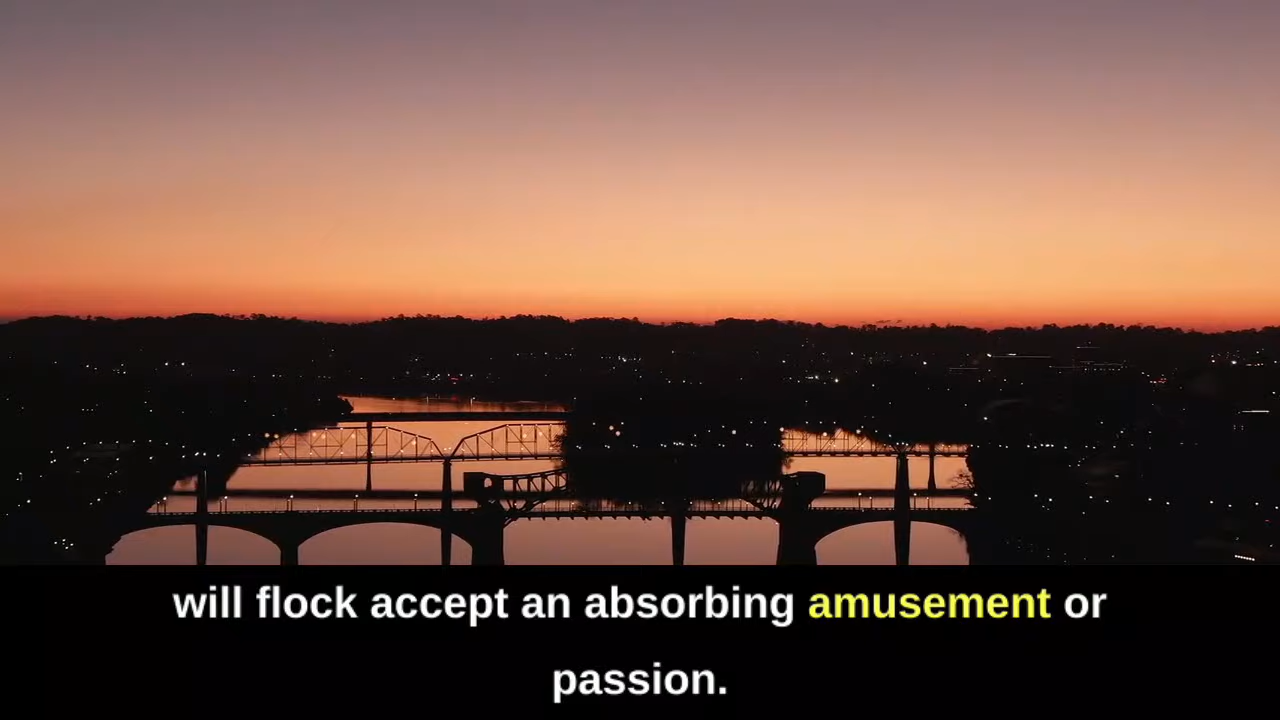 will flock accept an absorbing amusement or
passion.